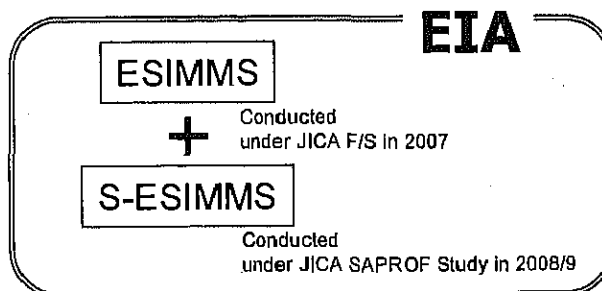 EIA
ESIMMS
+
Conducted
under JICA F/S in 2007
S-ESIMMS
Conducted
under JICA SAPROF Study in 2008/9